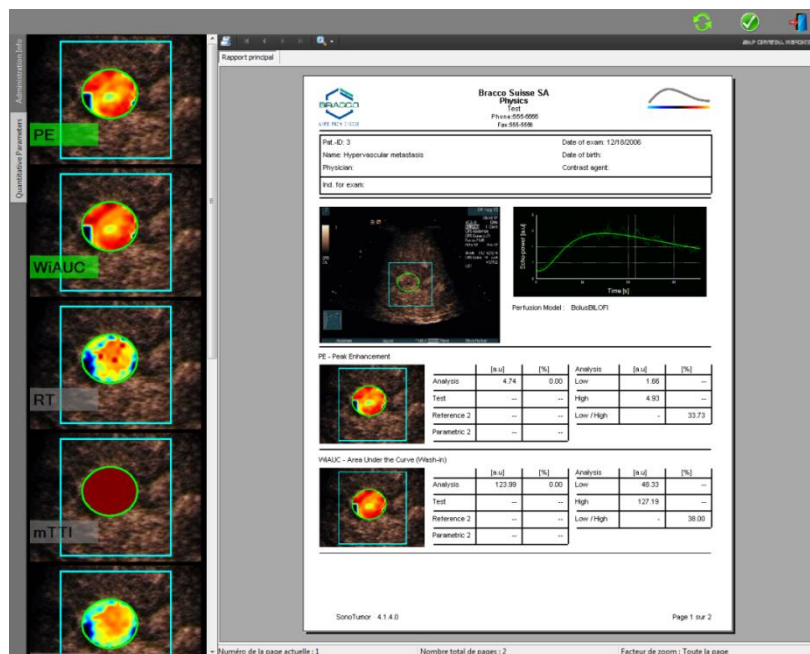 Administration Info
Quantitative Parameters
PE
WiAUC
RT
mTTI
Rapport principal
BRACCO
LIFE FROM INSIDE
Bracco Suisse SA
Physics
Test
Phone:555-5555
Fax:555-5556
Pat.-ID: 3
Date of exam: 12/18/2006
Name: Hypervascular metastasis
Date of birth:
Physician:
Contrast agent:
Ind. for exam:
Echo-power [a.u]
Time [s]
Perfusion Model : BolusBILOFI
PE - Peak Enhancement
[a.u] [%] Analysis [a.u] [%]
Analysis 4.74 0.00 Low 1.66 --
Test -- -- High 4.93 --
Reference 2 -- -- Low / High - 33.73
Parametric 2 -- --
WiAUC - Area Under the Curve (Wash-in)
[a.u] [%] Analysis [a.u] [%]
Analysis 123.99 0.00 Low 48.33 --
Test -- -- High 127.19 --
Reference 2 -- -- Low / High - 38.00
Parametric 2 -- --
SonoTumor 4.1.4.0
Page 1 sur 2
Numéro de la page actuelle : 1
Nombre total de pages : 2
Facteur de zoom : Toute la page